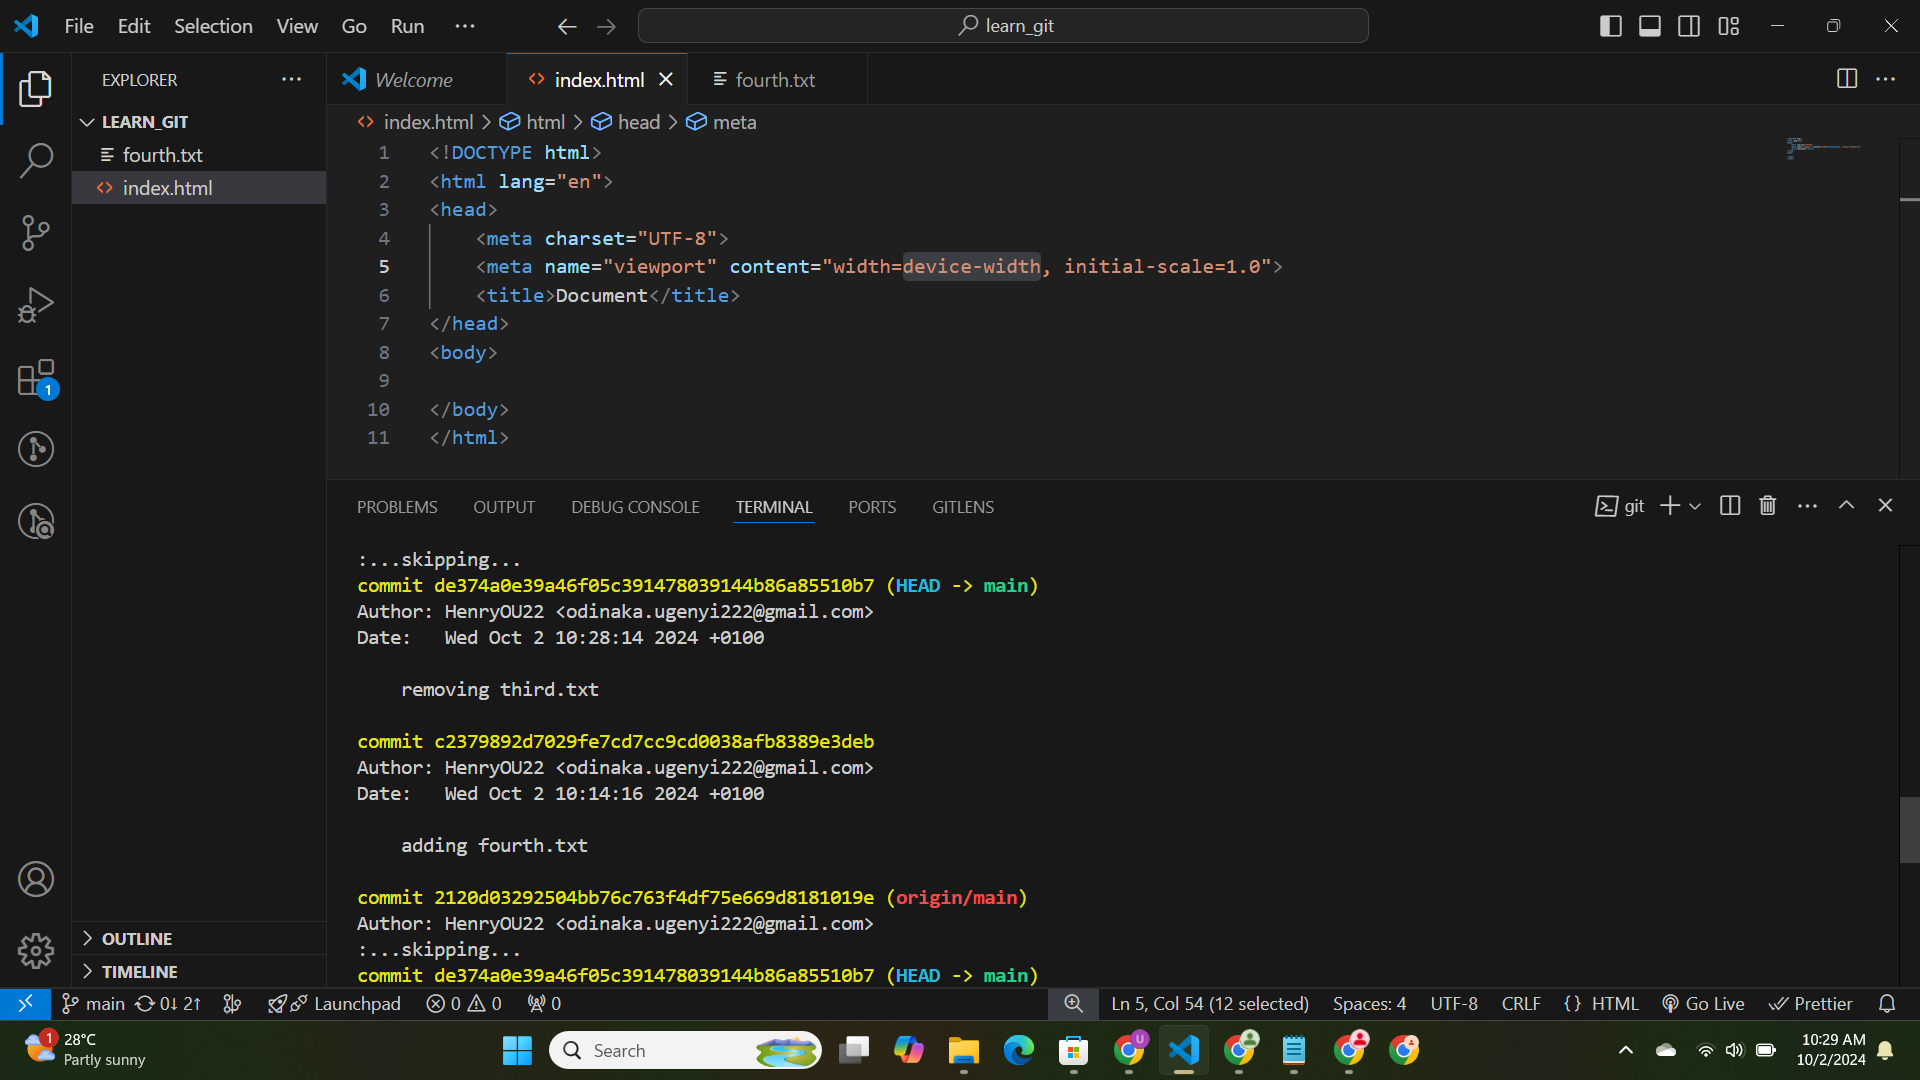 File Edit Selection View Go Run ··· learn_git
EXPLORER ···
Welcome index.html fourth.txt ···
LEARN_GIT
fourth.txt
index.html
index.html > html > head > meta
1 <!DOCTYPE html>
2 <html lang="en">
3 <head>
4 <meta charset="UTF-8">
5 <meta name="viewport" content="width=device-width, initial-scale=1.0">
6 <title>Document</title>
7 </head>
8 <body>
9
10 </body>
11 </html>
1
PROBLEMS OUTPUT DEBUG CONSOLE TERMINAL PORTS GITLENS git ···
:...skipping...
commit de374a0e39a46f05c391478039144b86a85510b7 (HEAD -> main)
Author: HenryOU22 <odinaka.ugenyi222@gmail.com>
Date:   Wed Oct 2 10:28:14 2024 +0100
removing third.txt
commit c2379892d7029fe7cd7cc9cd0038afb8389e3deb
Author: HenryOU22 <odinaka.ugenyi222@gmail.com>
Date:   Wed Oct 2 10:14:16 2024 +0100
adding fourth.txt
commit 2120d03292504bb76c763f4df75e669d8181019e (origin/main)
Author: HenryOU22 <odinaka.ugenyi222@gmail.com>
:...skipping...
commit de374a0e39a46f05c391478039144b86a85510b7 (HEAD -> main)
OUTLINE
TIMELINE
main 0↓ 2↑ Launchpad 0 0 0 Ln 5, Col 54 (12 selected) Spaces: 4 UTF-8 CRLF {} HTML Go Live Prettier
1 28°C
Partly sunny
Search
U
10:29 AM
10/2/2024